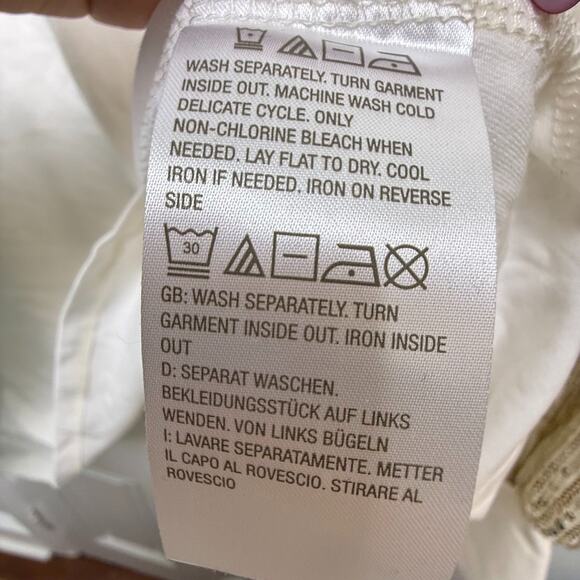 WASH SEPARATELY. TURN GARMENT
INSIDE OUT. MACHINE WASH COLD
DELICATE CYCLE. ONLY
NON-CHLORINE BLEACH WHEN
NEEDED. LAY FLAT TO DRY. COOL
IRON IF NEEDED. IRON ON REVERSE
SIDE
30
GB: WASH SEPARATELY. TURN
GARMENT INSIDE OUT. IRON INSIDE
OUT
D: SEPARAT WASCHEN.
BEKLEIDUNGSSTÜCK AUF LINKS
WENDEN. VON LINKS BÜGELN
I: LAVARE SEPARATAMENTE. METTER
IL CAPO AL ROVESCIO. STIRARE AL
ROVESCIO